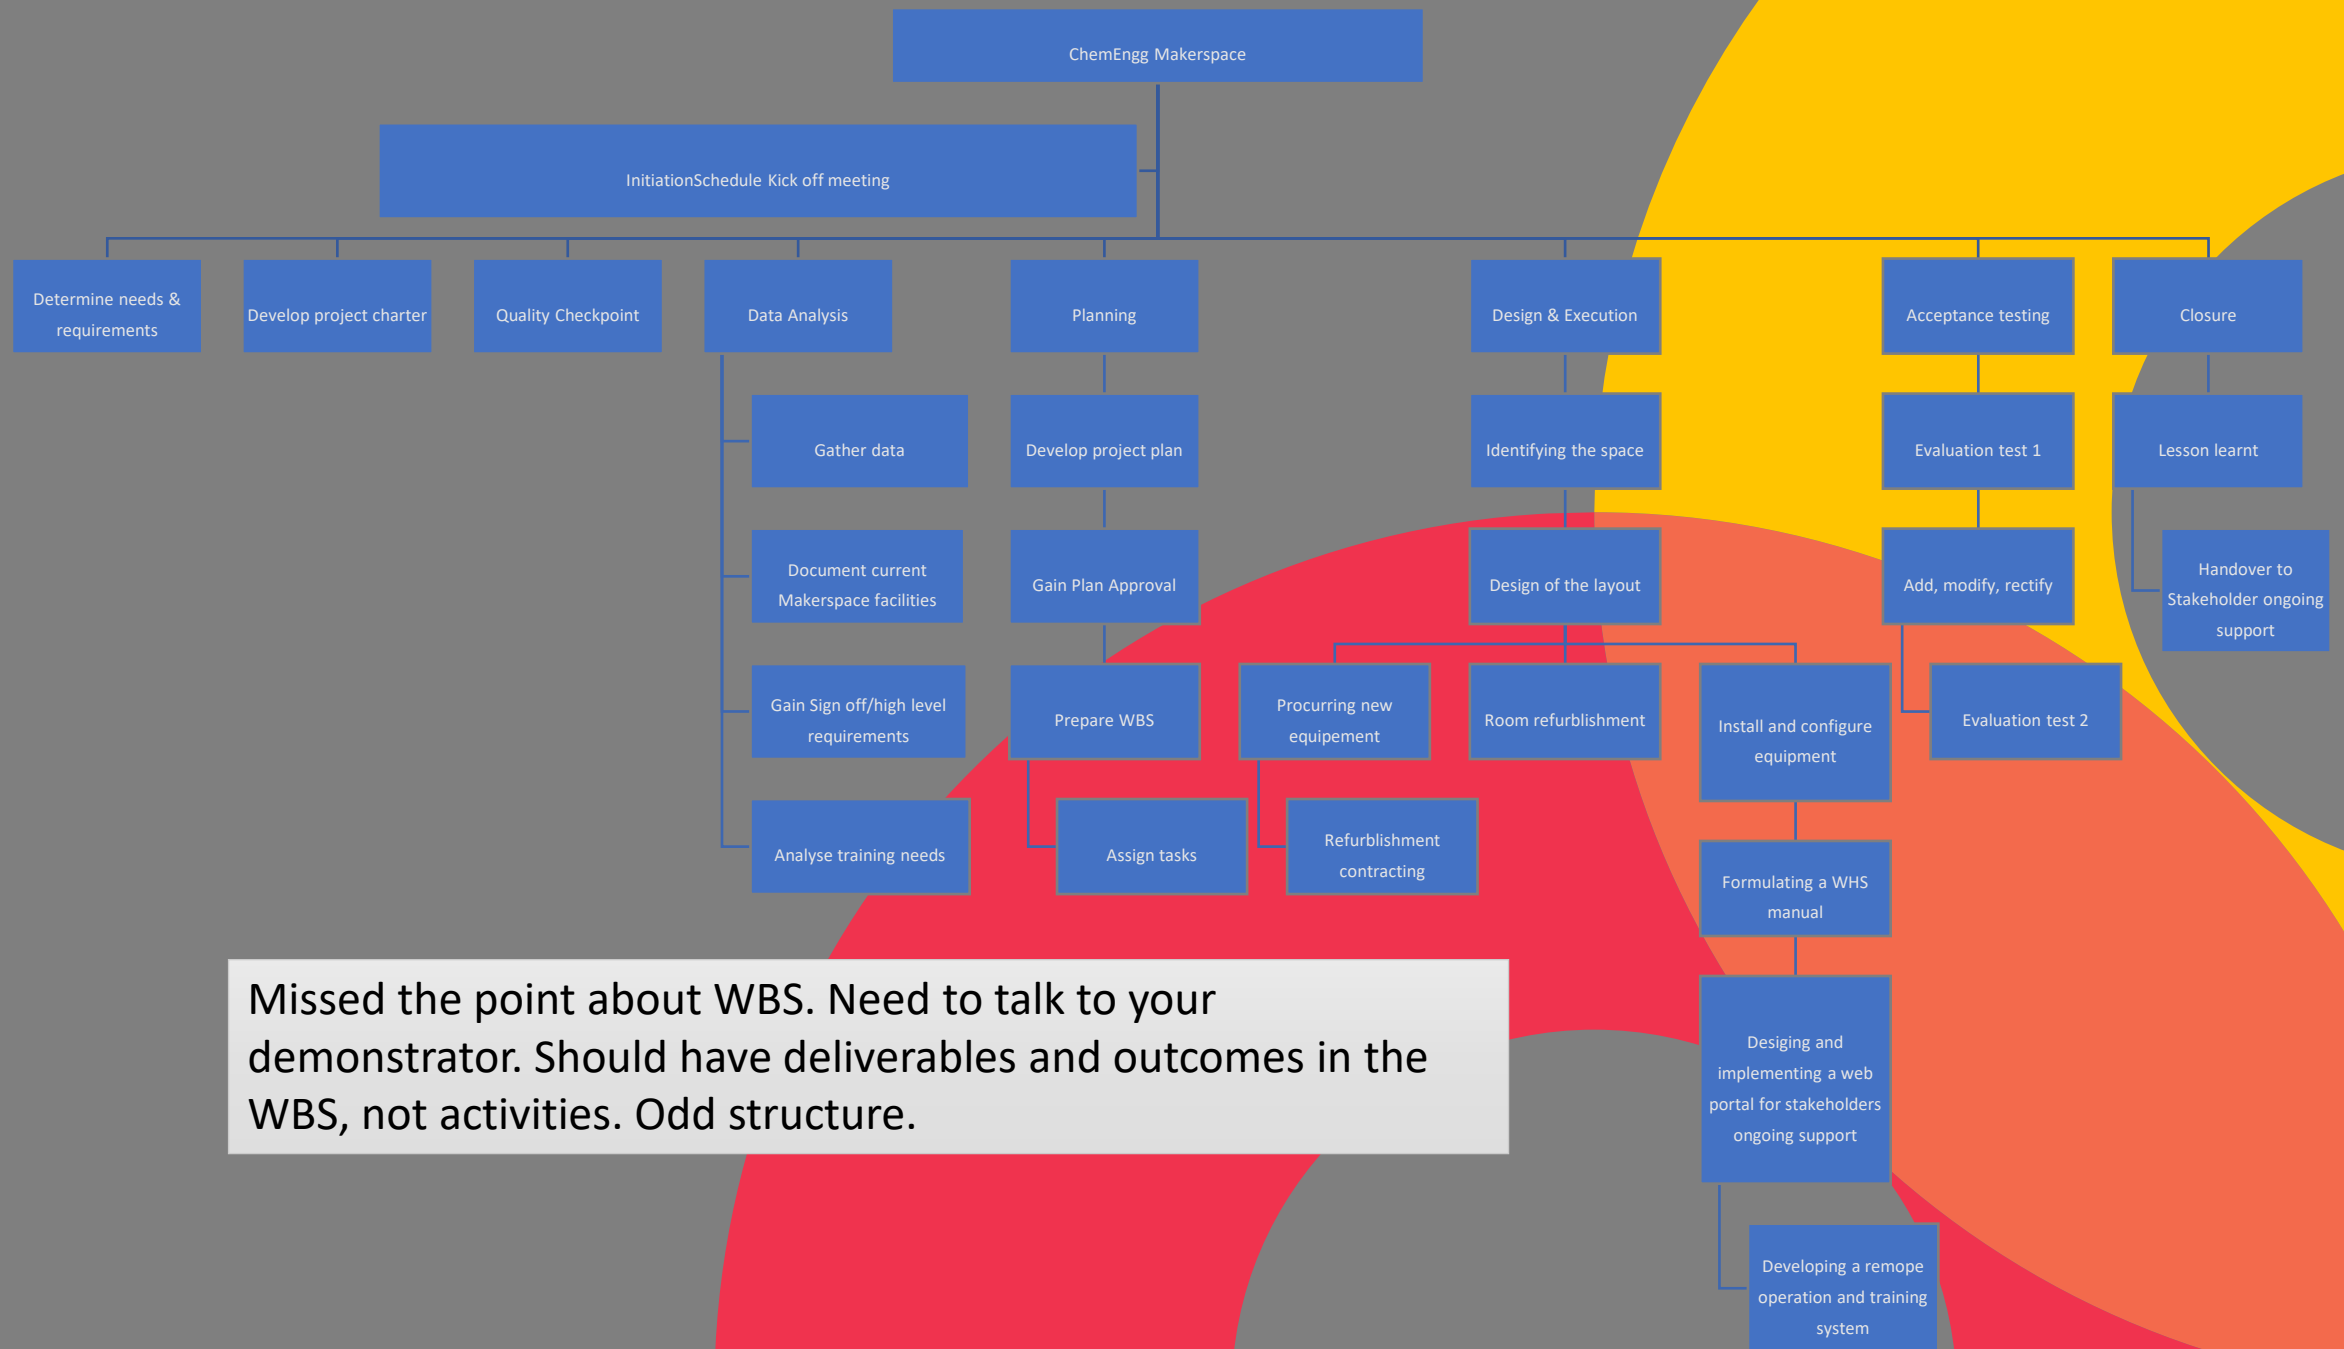 ChemEngg Makerspace
InitiationSchedule Kick off meeting
Determine needs &
requirements
Develop project charter
Quality Checkpoint
Data Analysis
Planning
Design & Execution
Acceptance testing
Closure
Gather data
Develop project plan
Identifying the space
Evaluation test 1
Lesson learnt
Document current
Makerspace facilities
Gain Plan Approval
Design of the layout
Add, modify, rectify
Handover to
Stakeholder ongoing
support
Gain Sign off/high level
requirements
Prepare WBS
Procurring new
equipement
Room refurblishment
Install and configure
equipment
Evaluation test 2
Analyse training needs
Assign tasks
Refurblishment
contracting
Formulating a WHS
manual
Missed the point about WBS. Need to talk to your
demonstrator. Should have deliverables and outcomes in the
WBS, not activities. Odd structure.
Desiging and
implementing a web
portal for stakeholders
ongoing support
Developing a remope
operation and training
system